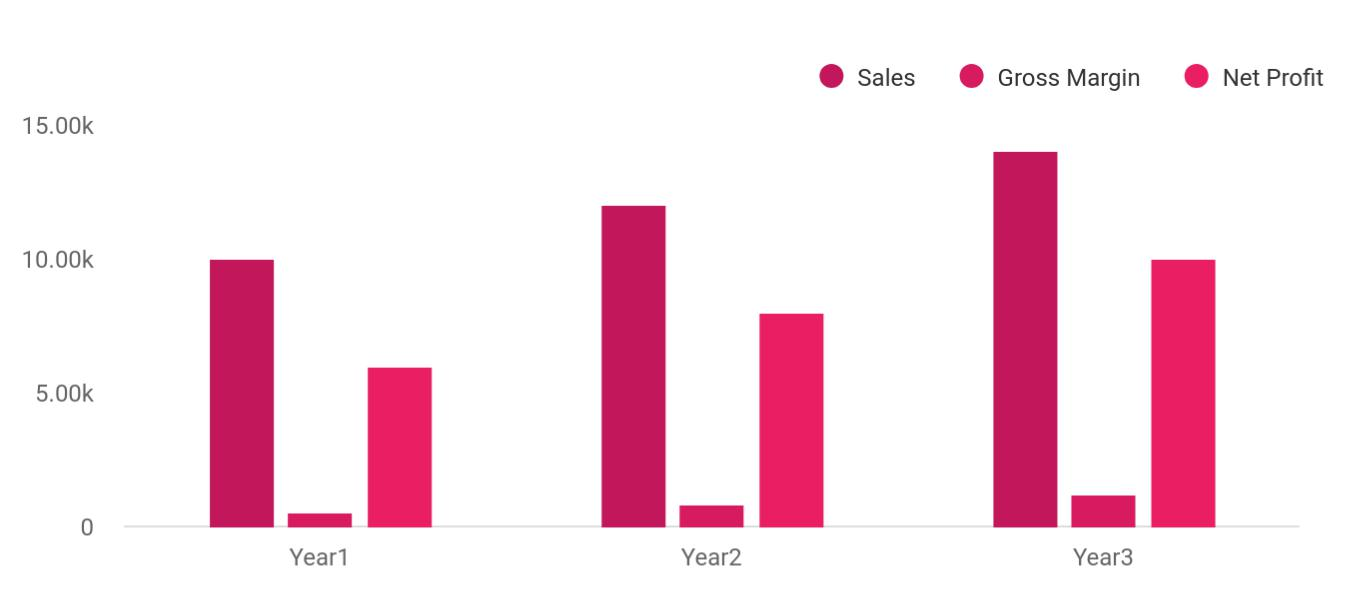 Sales Gross Margin Net Profit
15.00k
10.00k
5.00k
0
Year1 Year2 Year3